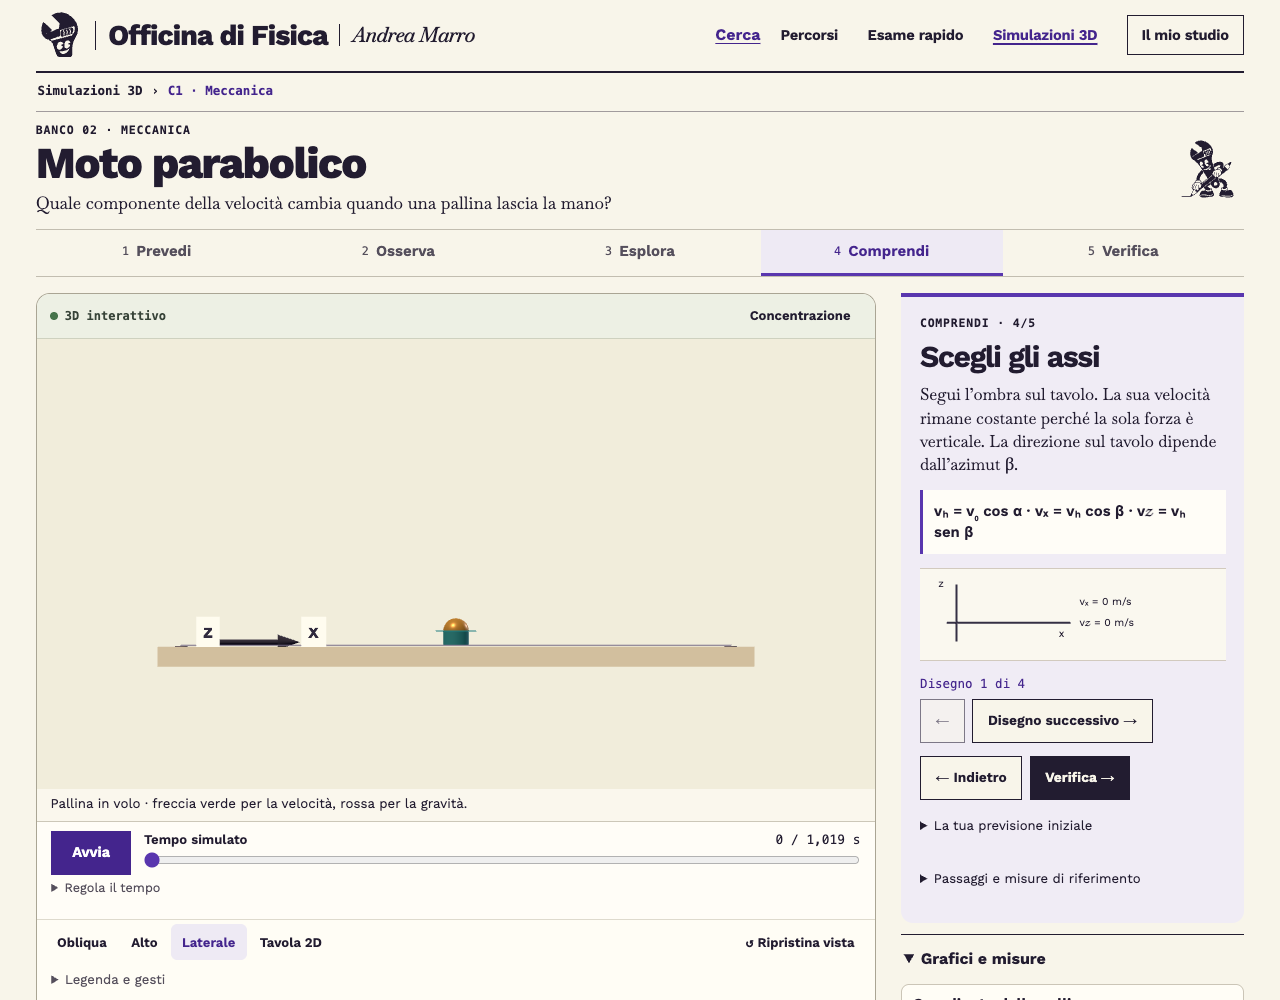 Officina di Fisica
Andrea Marro
Cerca
Percorsi
Esame rapido
Simulazioni 3D
Il mio studio
Simulazioni 3D › C1 · Meccanica
BANCO 02 · MECCANICA
Moto parabolico
Quale componente della velocità cambia quando una pallina lascia la mano?
1 Prevedi
2 Osserva
3 Esplora
4 Comprendi
5 Verifica
3D interattivo
Concentrazione
Z
X
Pallina in volo · freccia verde per la velocità, rossa per la gravità.
Avvia
Tempo simulato
0 / 1,019 s
▶ Regola il tempo
Obliqua
Alto
Laterale
Tavola 2D
↺ Ripristina vista
▶ Legenda e gesti
COMPRENDI · 4/5
Scegli gli assi
Segui l’ombra sul tavolo. La sua velocità
rimane costante perché la sola forza è
verticale. La direzione sul tavolo dipende
dall’azimut β.
vₕ = v₀ cos α · vₓ = vₕ cos β · v𝓏 = vₕ
sen β
z
x
vₓ = 0 m/s
v𝓏 = 0 m/s
Disegno 1 di 4
←
Disegno successivo →
← Indietro
Verifica →
▶ La tua previsione iniziale
▶ Passaggi e misure di riferimento
▼ Grafici e misure